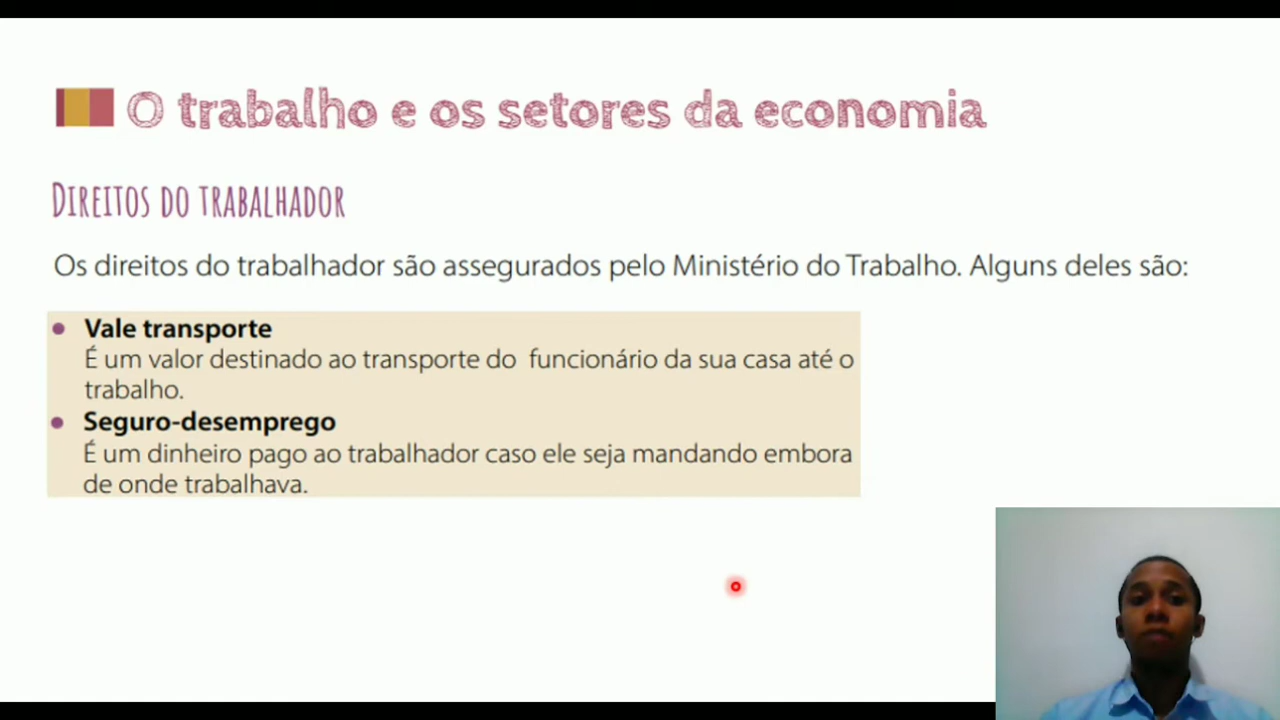 O trabalho e os setores da economia
DIREITOS DO TRABALHADOR
Os direitos do trabalhador são assegurados pelo Ministério do Trabalho. Alguns deles são:
• Vale transporte
É um valor destinado ao transporte do funcionário da sua casa até o
trabalho.
• Seguro-desemprego
É um dinheiro pago ao trabalhador caso ele seja mandando embora
de onde trabalhava.